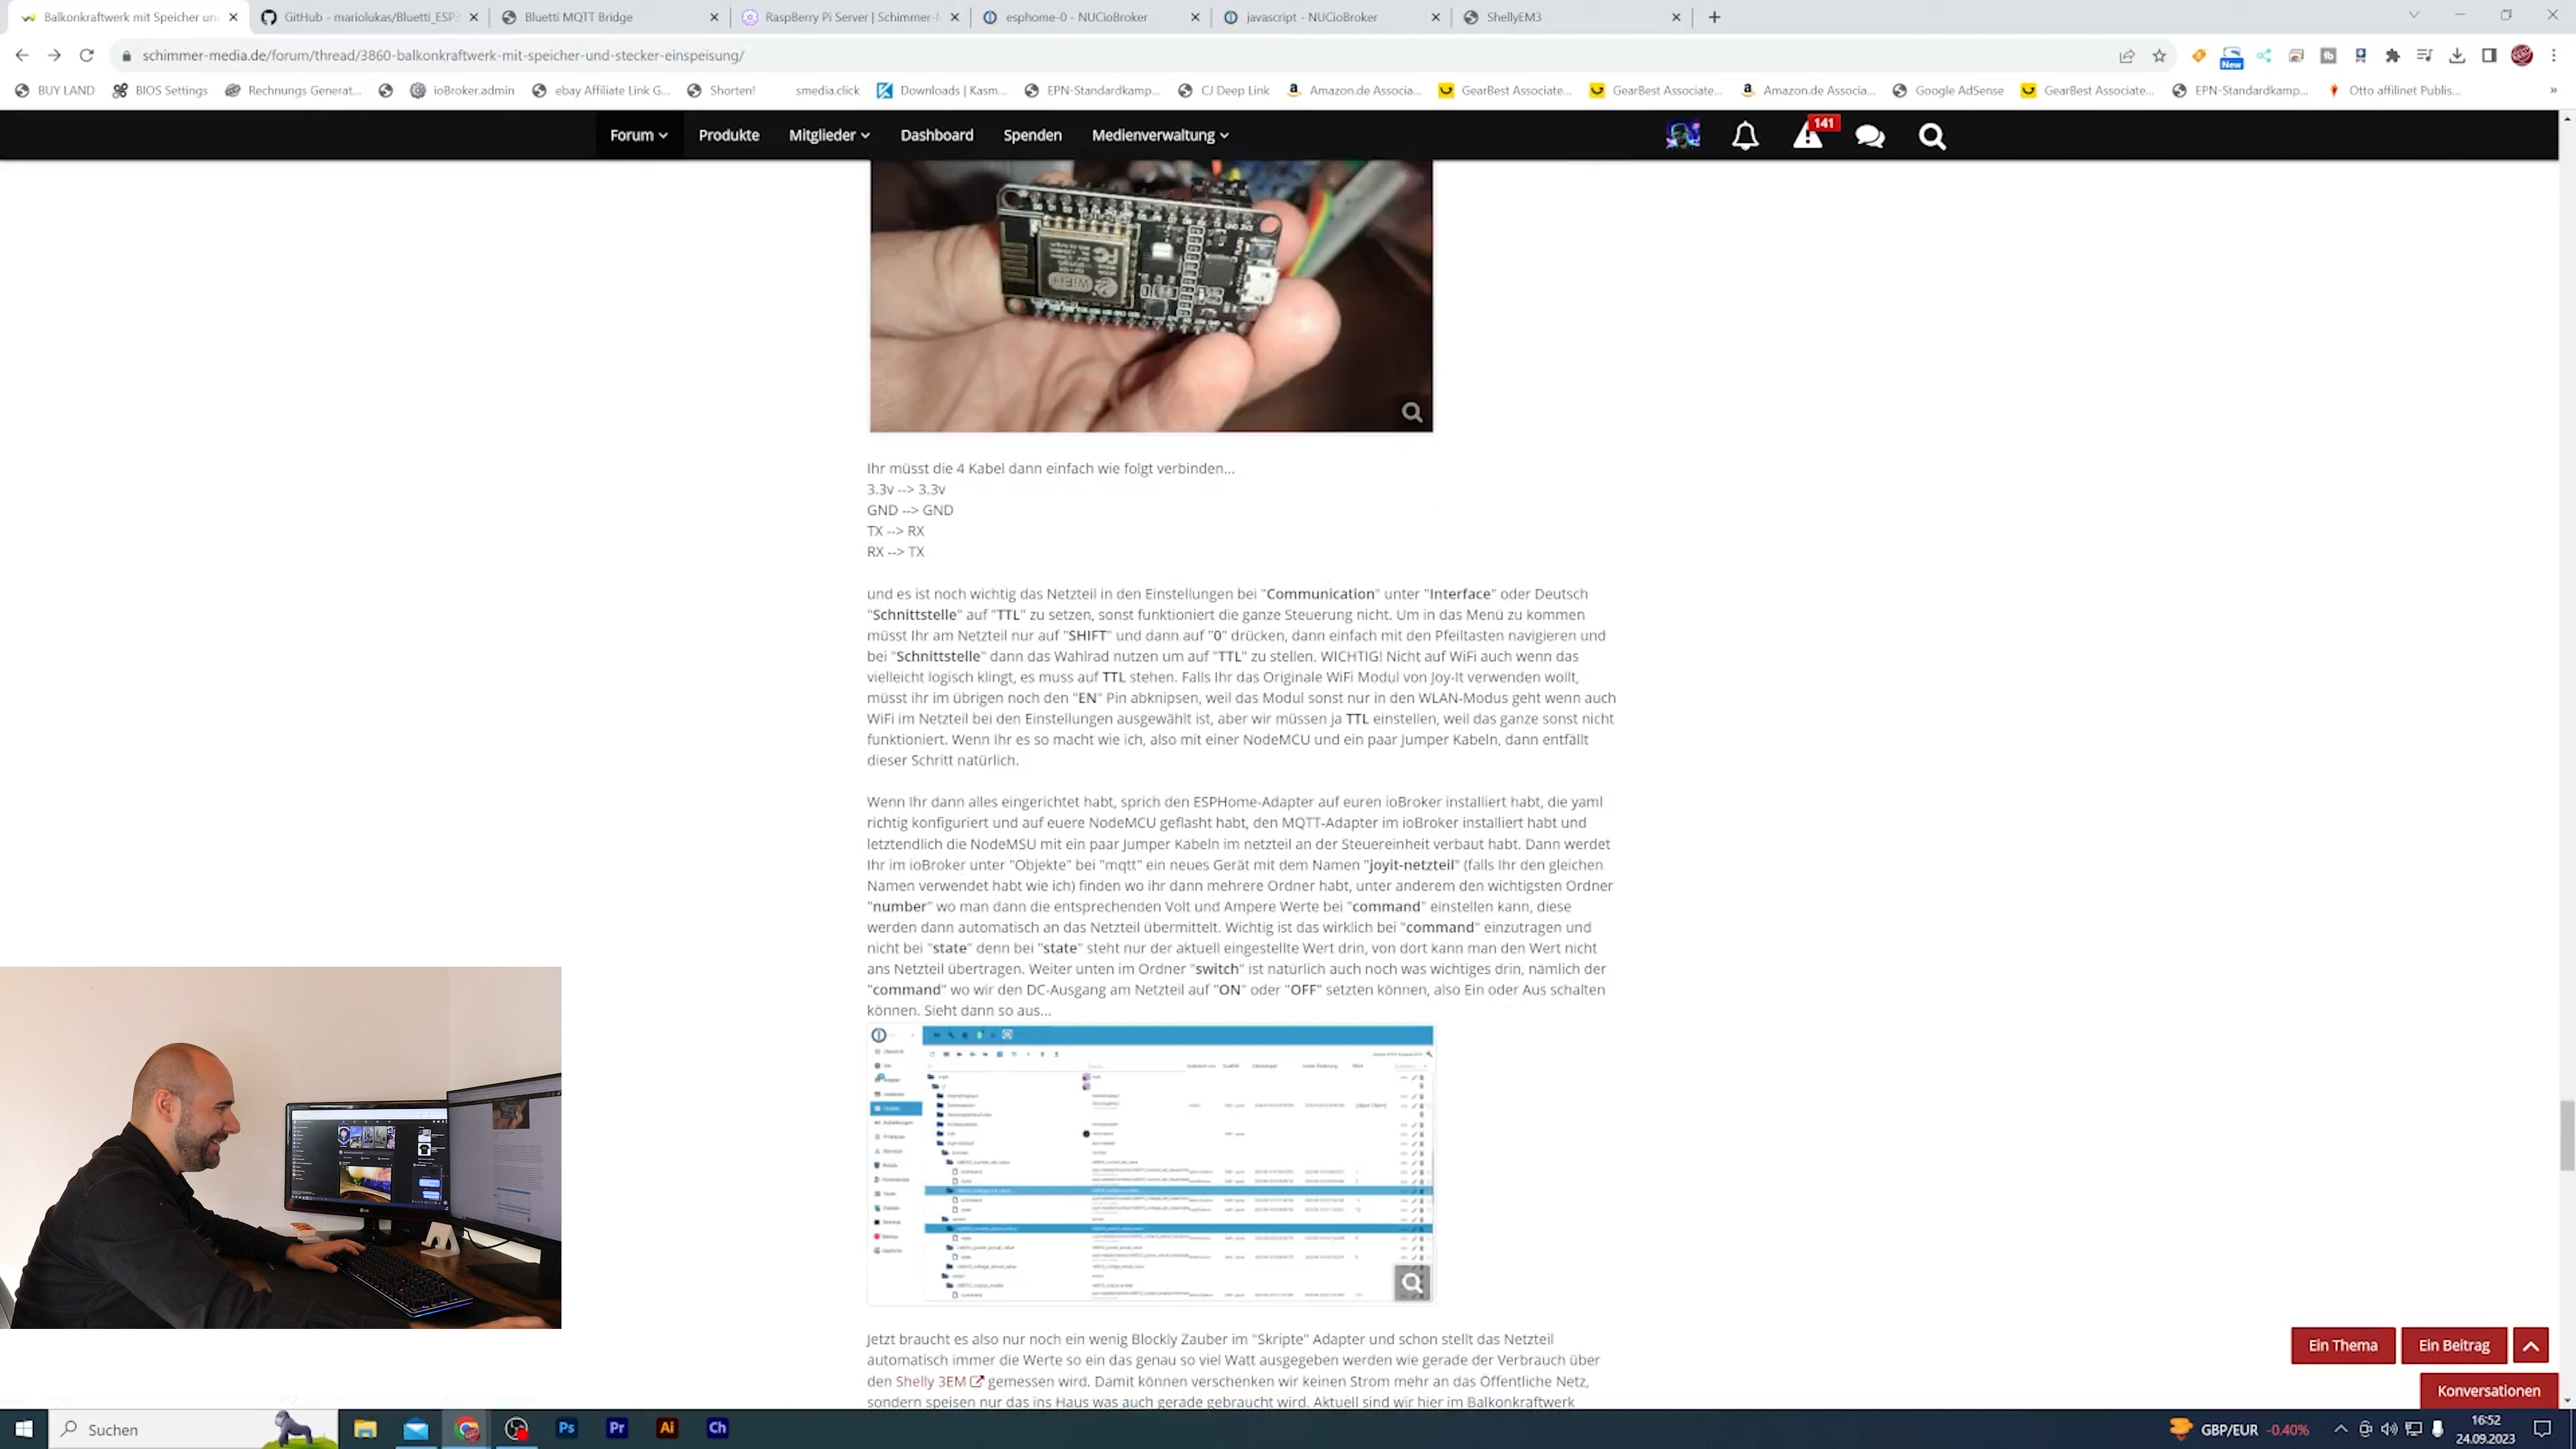 Balkonkraftwerk mit Speicher un
GitHub - mariolukas/Bluetti_ESP3
Bluetti MQTT Bridge
RaspBerry Pi Server | Schimmer-M
esphome-0 - NUCioBroker
javascript - NUCioBroker
ShellyEM3
schimmer-media.de/forum/thread/3860-balkonkraftwerk-mit-speicher-und-stecker-einspeisung/
New
BUY LAND
BIOS Settings
Rechnungs Generat...
ioBroker.admin
ebay Affiliate Link G...
Shorten!
smedia.click
Downloads | Kasm...
EPN-Standardkamp...
CJ Deep Link
Amazon.de Associa...
GearBest Associate...
GearBest Associate...
Amazon.de Associa...
Google AdSense
GearBest Associate...
EPN-Standardkamp...
Otto affilinet Publis...
Forum
Produkte
Mitglieder
Dashboard
Spenden
Medienverwaltung
141
WiFi
Ihr müsst die 4 Kabel dann einfach wie folgt verbinden...
3.3v --> 3.3v
GND --> GND
TX --> RX
RX --> TX
und es ist noch wichtig das Netzteil in den Einstellungen bei "Communication" unter "Interface" oder Deutsch
"Schnittstelle" auf "TTL" zu setzen, sonst funktioniert die ganze Steuerung nicht. Um in das Menü zu kommen
müsst Ihr am Netzteil nur auf "SHIFT" und dann auf "0" drücken, dann einfach mit den Pfeiltasten navigieren und
bei "Schnittstelle" dann das Wahlrad nutzen um auf "TTL" zu stellen. WICHTIG! Nicht auf WiFi auch wenn das
vielleicht logisch klingt, es muss auf TTL stehen. Falls Ihr das Originale WiFi Modul von Joy-It verwenden wollt,
müsst ihr im übrigen noch den "EN" Pin abknipsen, weil das Modul sonst nur in den WLAN-Modus geht wenn auch
WiFi im Netzteil bei den Einstellungen ausgewählt ist, aber wir müssen ja TTL einstellen, weil das ganze sonst nicht
funktioniert. Wenn Ihr es so macht wie ich, also mit einer NodeMCU und ein paar Jumper Kabeln, dann entfällt
dieser Schritt natürlich.
Wenn Ihr dann alles eingerichtet habt, sprich den ESPHome-Adapter auf euren ioBroker installiert habt, die yaml
richtig konfiguriert und auf euere NodeMCU geflasht habt, den MQTT-Adapter im ioBroker installiert habt und
letztendlich die NodeMSU mit ein paar Jumper Kabeln im netzteil an der Steuereinheit verbaut habt. Dann werdet
Ihr im ioBroker unter "Objekte" bei "mqtt" ein neues Gerät mit dem Namen "joyit-netzteil" (falls Ihr den gleichen
Namen verwendet habt wie ich) finden wo ihr dann mehrere Ordner habt, unter anderem den wichtigsten Ordner
"number" wo man dann die entsprechenden Volt und Ampere Werte bei "command" einstellen kann, diese
werden dann automatisch an das Netzteil übermittelt. Wichtig ist das wirklich bei "command" einzutragen und
nicht bei "state" denn bei "state" steht nur der aktuell eingestellte Wert drin, von dort kann man den Wert nicht
ans Netzteil übertragen. Weiter unten im Ordner "switch" ist natürlich auch noch was wichtiges drin, nämlich der
"command" wo wir den DC-Ausgang am Netzteil auf "ON" oder "OFF" setzten können, also Ein oder Aus schalten
können. Sieht dann so aus...
Jetzt braucht es also nur noch ein wenig Blockly Zauber im "Skripte" Adapter und schon stellt das Netzteil
automatisch immer die Werte so ein das genau so viel Watt ausgegeben werden wie gerade der Verbrauch über
den Shelly 3EM gemessen wird. Damit können verschenken wir keinen Strom mehr an das Öffentliche Netz,
sondern speisen nur das ins Haus was auch gerade gebraucht wird. Aktuell sind wir hier im Balkonkraftwerk
Ein Thema
Ein Beitrag
Konversationen
Suchen
Ps
Pr
Ai
Ch
GBP/EUR -0.40%
16:52
24.09.2023